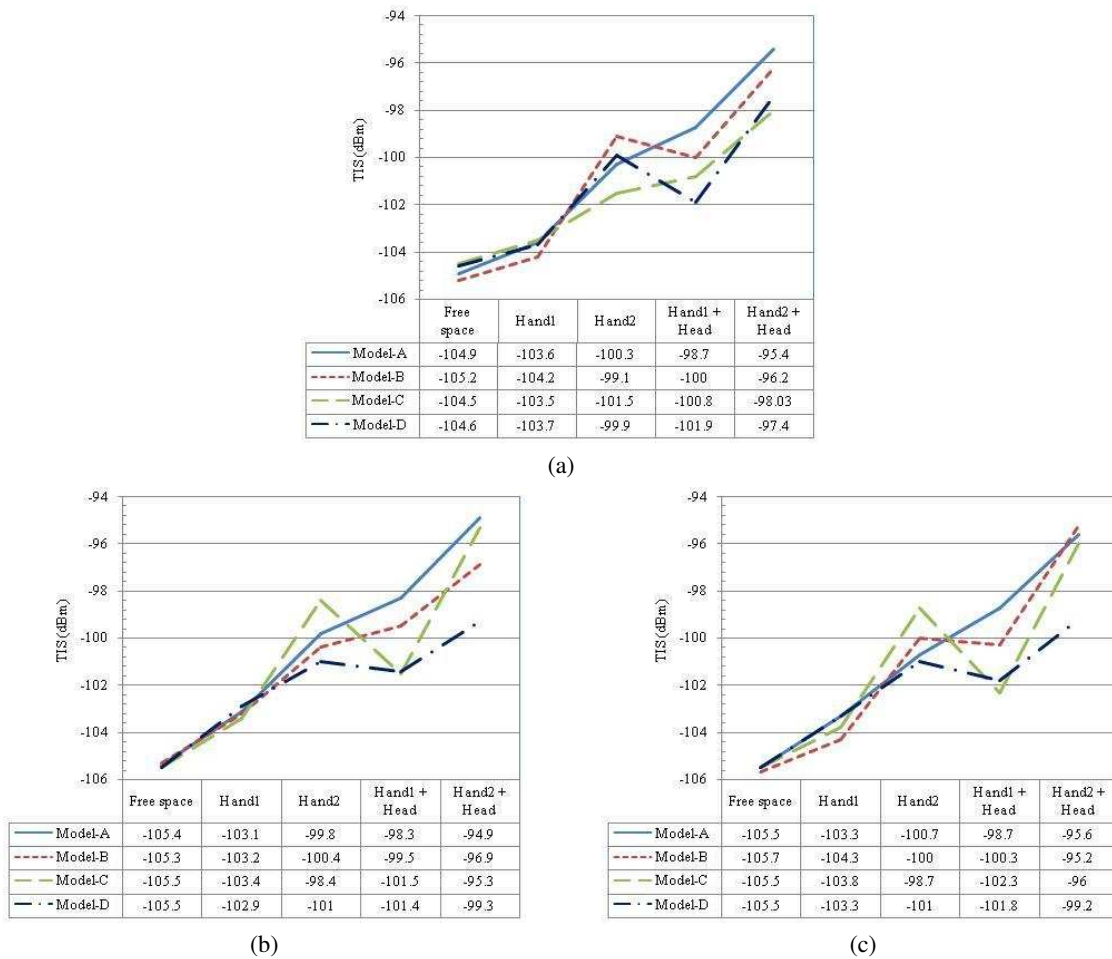 -94
-96
-98
-100
-102
-104
-106
TIS(dBm)
Free space Hand1 Hand2 Hand1 + Head Hand2 + Head
Model-A -104.9 -103.6 -100.3 -98.7 -95.4
Model-B -105.2 -104.2 -99.1 -100 -96.2
Model-C -104.5 -103.5 -101.5 -100.8 -98.03
Model-D -104.6 -103.7 -99.9 -101.9 -97.4
(a)
-94
-96
-98
-100
-102
-104
-106
TIS(dBm)
Free space Hand1 Hand2 Hand1 + Head Hand2 + Head
Model-A -105.4 -103.1 -99.8 -98.3 -94.9
Model-B -105.3 -103.2 -100.4 -99.5 -96.9
Model-C -105.5 -103.4 -98.4 -101.5 -95.3
Model-D -105.5 -102.9 -101 -101.4 -99.3
(b)
-94
-96
-98
-100
-102
-104
-106
TIS(dBm)
Free space Hand1 Hand2 Hand1 + Head Hand2 + Head
Model-A -105.5 -103.3 -100.7 -98.7 -95.6
Model-B -105.7 -104.3 -100 -100.3 -95.2
Model-C -105.5 -103.8 -98.7 -102.3 -96
Model-D -105.5 -103.3 -101 -101.8 -99.2
(c)